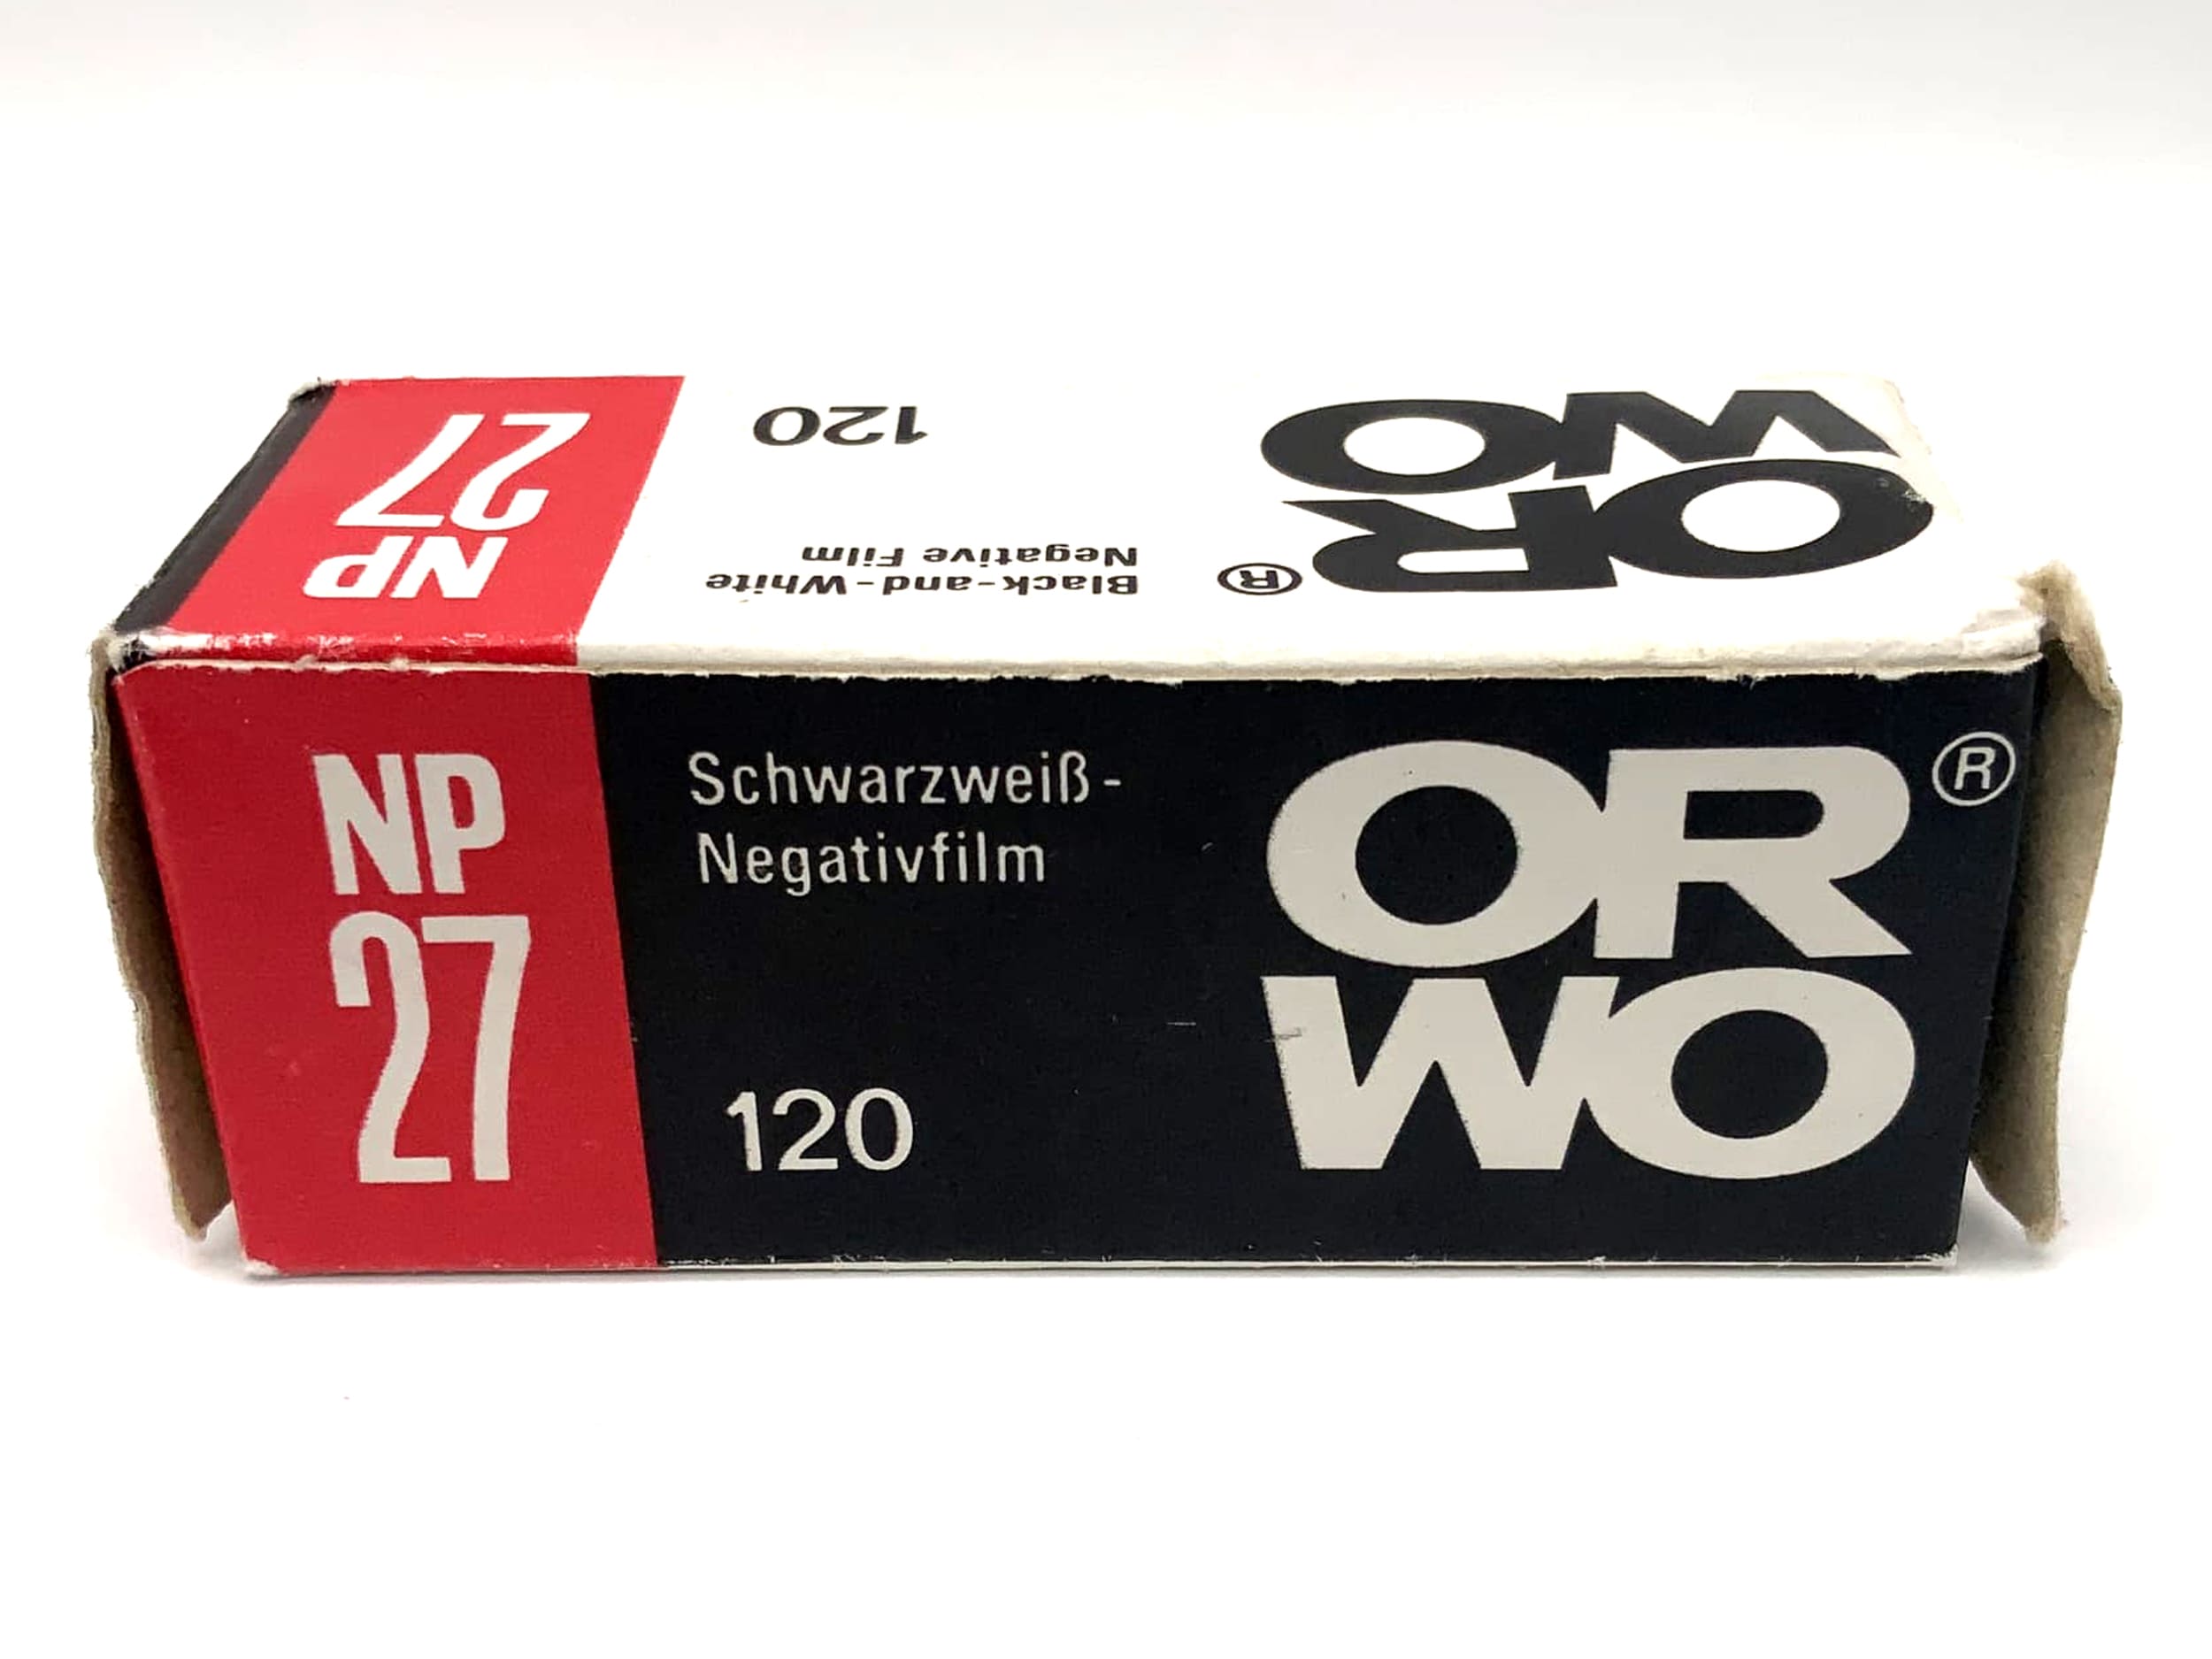 NP
27
120
Black-and-White
Negative Film
OR
WO
®
NP
27
Schwarzweiß-
Negativfilm
120
OR
WO
®